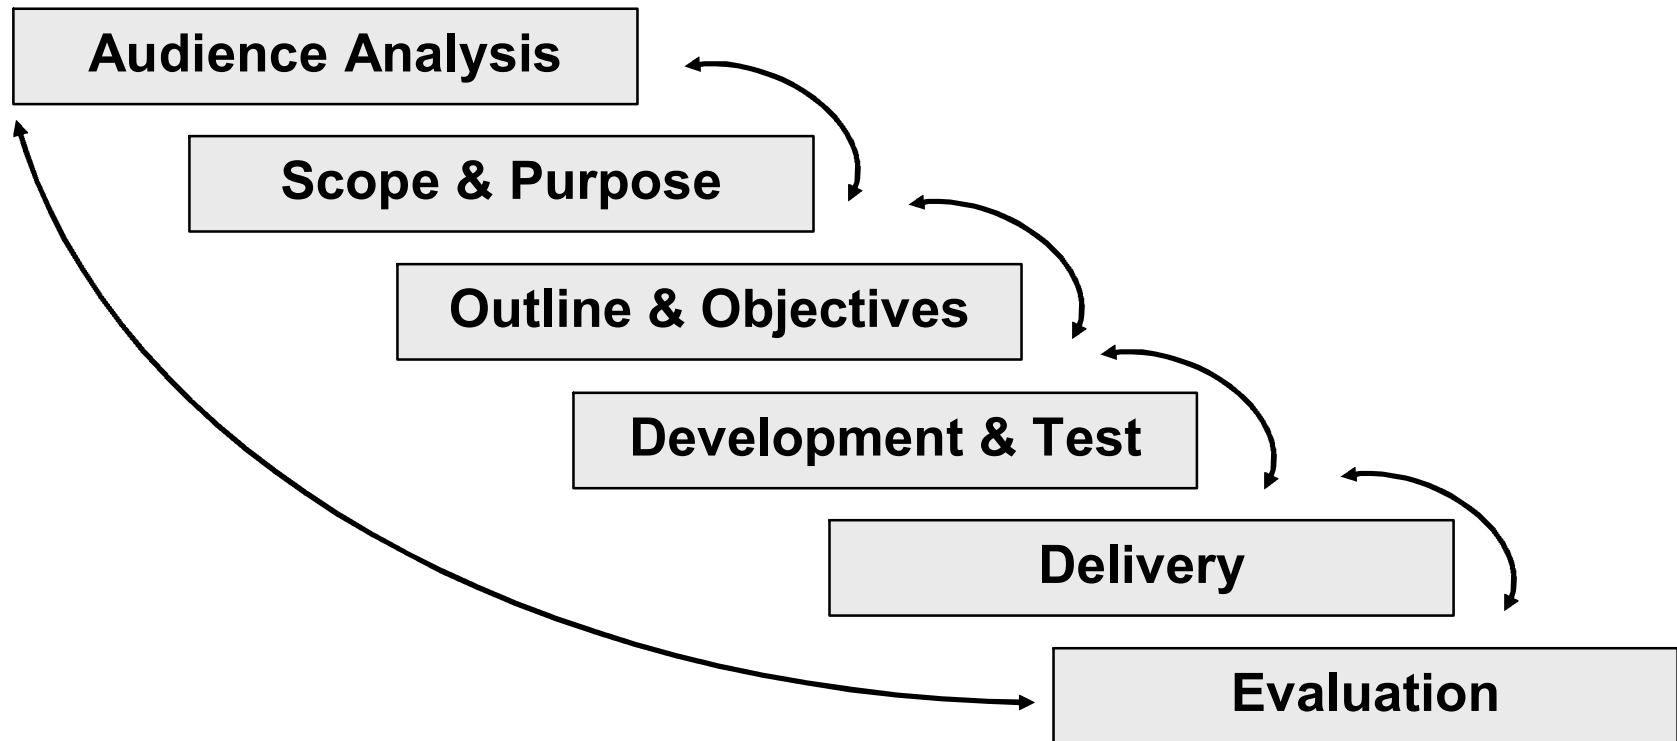 Audience Analysis
Scope & Purpose
Outline & Objectives
Development & Test
Delivery
Evaluation